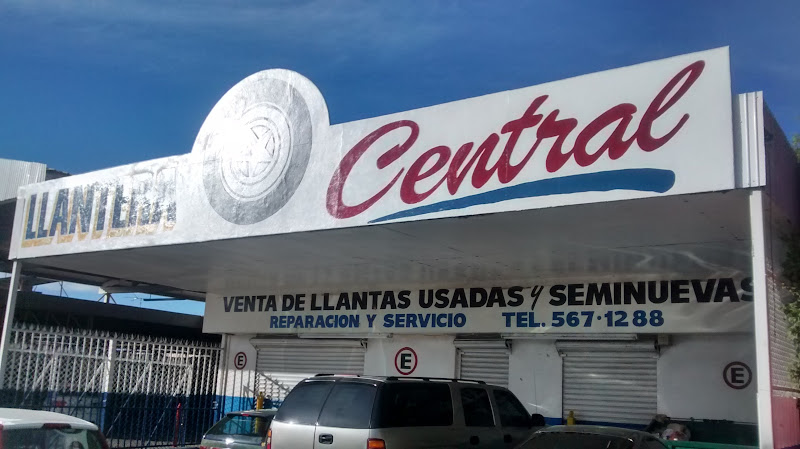 LLANTERA
Central
VENTA DE LLANTAS USADAS y SEMINUEVAS
REPARACION Y SERVICIO TEL. 567·1288
E
E
E